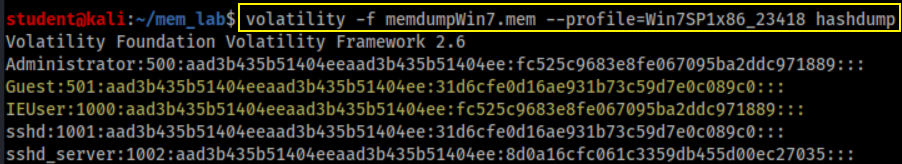 student@kali:~/mem_lab$ volatility -f memdumpWin7.mem --profile=Win7SP1x86_23418 hashdump
Volatility Foundation Volatility Framework 2.6
Administrator:500:aad3b435b51404eeaad3b435b51404ee:fc525c9683e8fe067095ba2ddc971889:::
Guest:501:aad3b435b51404eeaad3b435b51404ee:31d6cfe0d16ae931b73c59d7e0c089c0:::
IEUser:1000:aad3b435b51404eeaad3b435b51404ee:fc525c9683e8fe067095ba2ddc971889:::
sshd:1001:aad3b435b51404eeaad3b435b51404ee:31d6cfe0d16ae931b73c59d7e0c089c0:::
sshd_server:1002:aad3b435b51404eeaad3b435b51404ee:8d0a16cfc061c3359db455d00ec27035:::